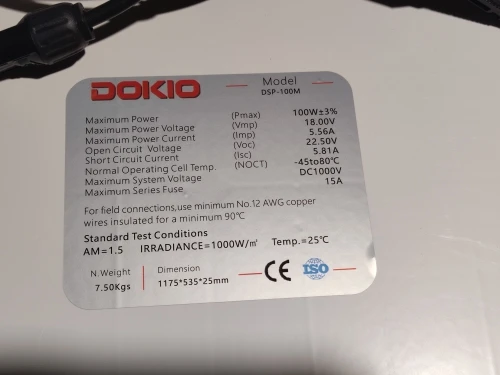 DOKIO
Model
DSP-100M
Maximum Power (Pmax) 100W±3%
Maximum Power Voltage (Vmp) 18.00V
Maximum Power Current (Imp) 5.56A
Open Circuit Voltage (Voc) 22.50V
Short Circuit Current (Isc) 5.81A
Normal Operating Cell Temp. (NOCT) -45to80℃
Maximum System Voltage DC1000V
Maximum Series Fuse 15A
For field connections,use minimum No.12 AWG copper
wires insulated for a minimum 90℃
Standard Test Conditions
AM=1.5 IRRADIANCE=1000W/㎡ Temp.=25℃
N.Weight
7.50Kgs
Dimension
1175*535*25mm
CE
ISO